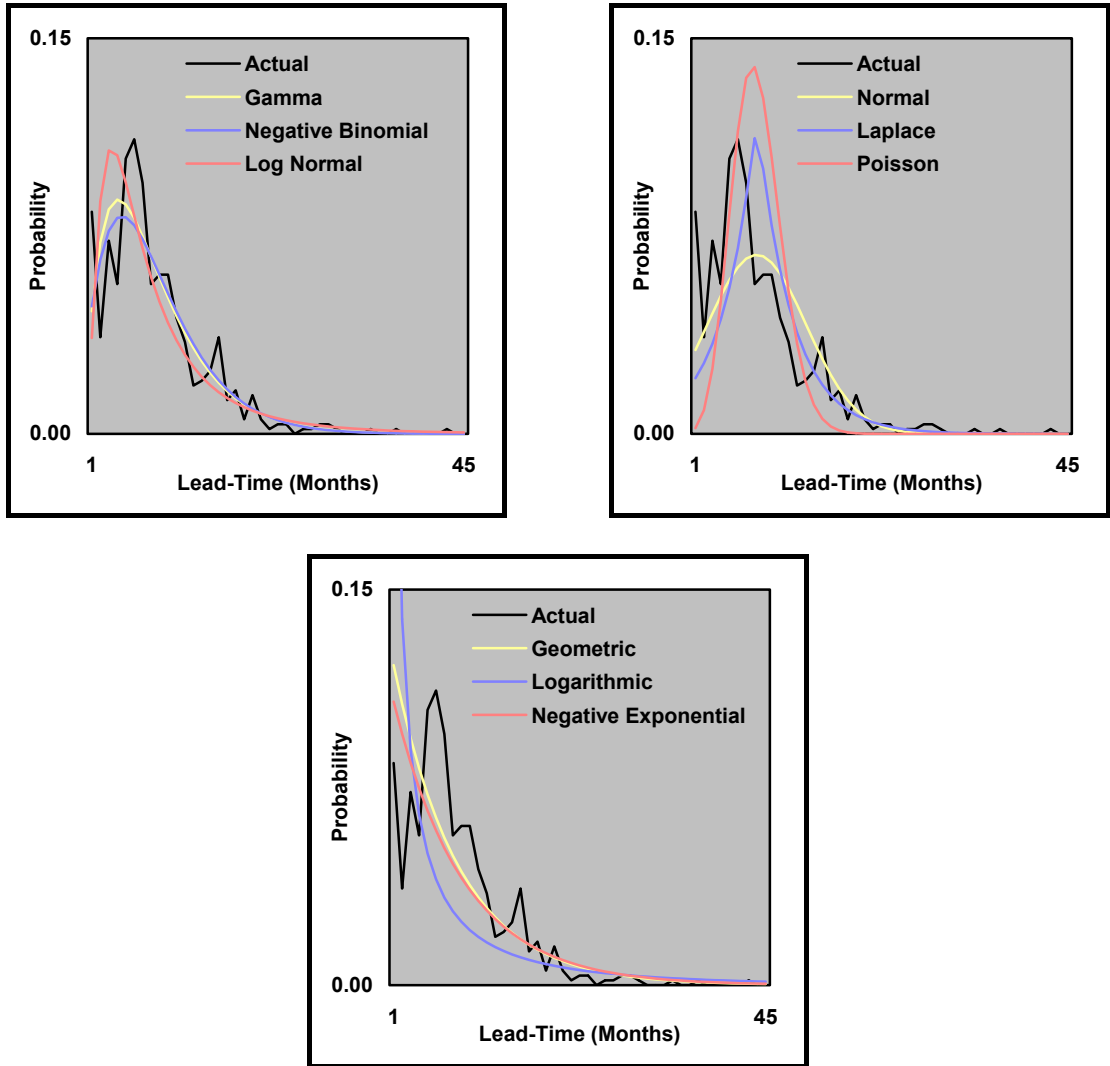 0.15
Actual
Gamma
Negative Binomial
Log Normal
Probability
0.00
1
45
Lead-Time (Months)
0.15
Actual
Normal
Laplace
Poisson
Probability
0.00
1
45
Lead-Time (Months)
0.15
Actual
Geometric
Logarithmic
Negative Exponential
Probability
0.00
1
45
Lead-Time (Months)